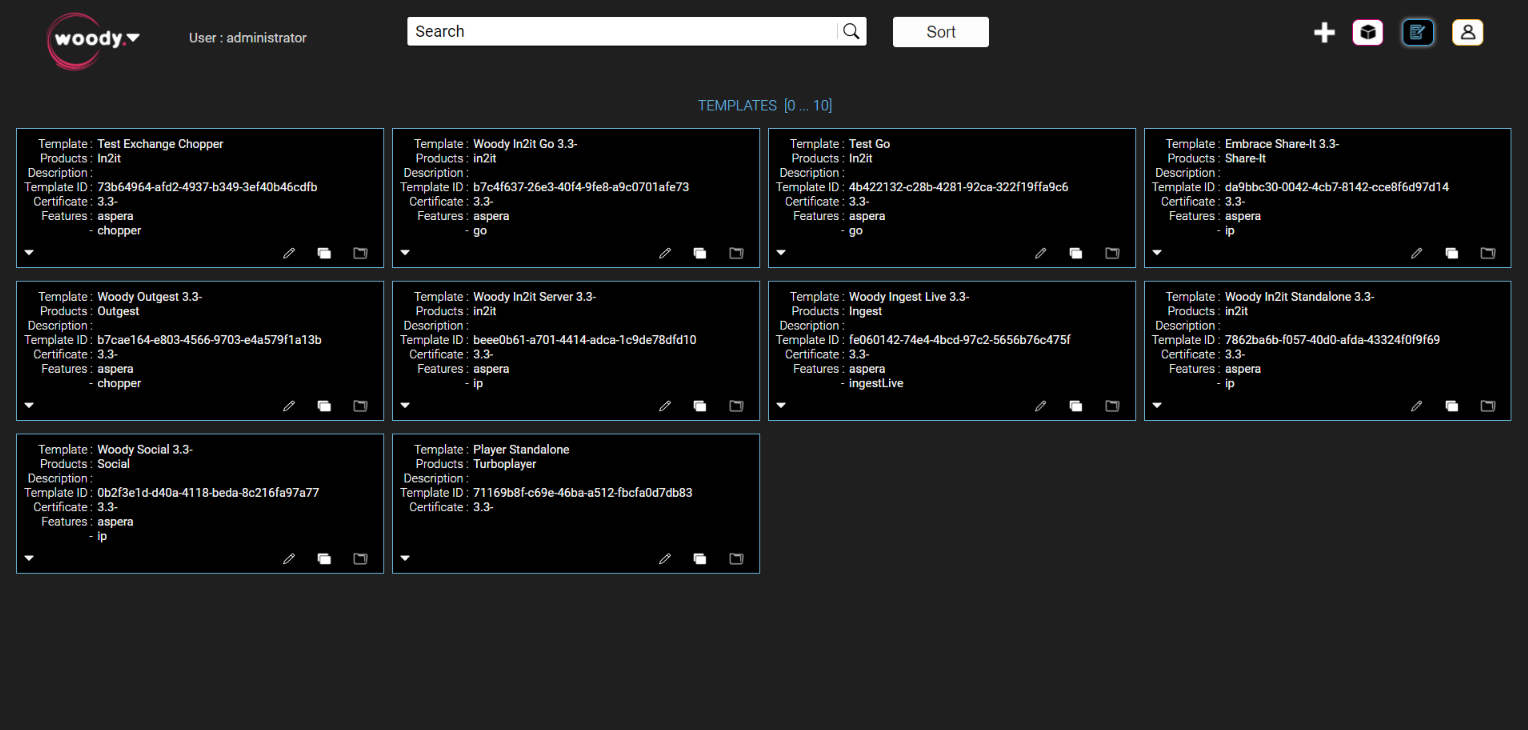 woody.
User : administrator
Search
Sort
TEMPLATES [0 ... 10]
Template : Test Exchange Chopper
Products : In2it
Description :
Template ID : 73b64964-afd2-4937-b349-3ef40b46cdfb
Certificate : 3.3-
Features : aspera
- chopper
Template : Woody In2it Go 3.3-
Products : in2it
Description :
Template ID : b7c4f637-26e3-40f4-9fe8-a9c0701afe73
Certificate : 3.3-
Features : aspera
- go
Template : Test Go
Products : In2it
Description :
Template ID : 4b422132-c28b-4281-92ca-322f19ffa9c6
Certificate : 3.3-
Features : aspera
- go
Template : Embrace Share-It 3.3-
Products : Share-It
Description :
Template ID : da9bbc30-0042-4cb7-8142-cce8f6d97d14
Certificate : 3.3-
Features : aspera
- ip
Template : Woody Outgest 3.3-
Products : Outgest
Description :
Template ID : b7cae164-e803-4566-9703-e4a579f1a13b
Certificate : 3.3-
Features : aspera
- chopper
Template : Woody In2it Server 3.3-
Products : in2it
Description :
Template ID : beee0b61-a701-4414-adca-1c9de78dfd10
Certificate : 3.3-
Features : aspera
- ip
Template : Woody Ingest Live 3.3-
Products : Ingest
Description :
Template ID : fe060142-74e4-4bcd-97c2-5656b76c475f
Certificate : 3.3-
Features : aspera
- ingestLive
Template : Woody In2it Standalone 3.3-
Products : in2it
Description :
Template ID : 7862ba6b-f057-40d0-afda-43324f0f9f69
Certificate : 3.3-
Features : aspera
- ip
Template : Woody Social 3.3-
Products : Social
Description :
Template ID : 0b2f3e1d-d40a-4118-beda-8c216fa97a77
Certificate : 3.3-
Features : aspera
- ip
Template : Player Standalone
Products : Turboplayer
Description :
Template ID : 71169b8f-c69e-46ba-a512-fbcfa0d7db83
Certificate : 3.3-